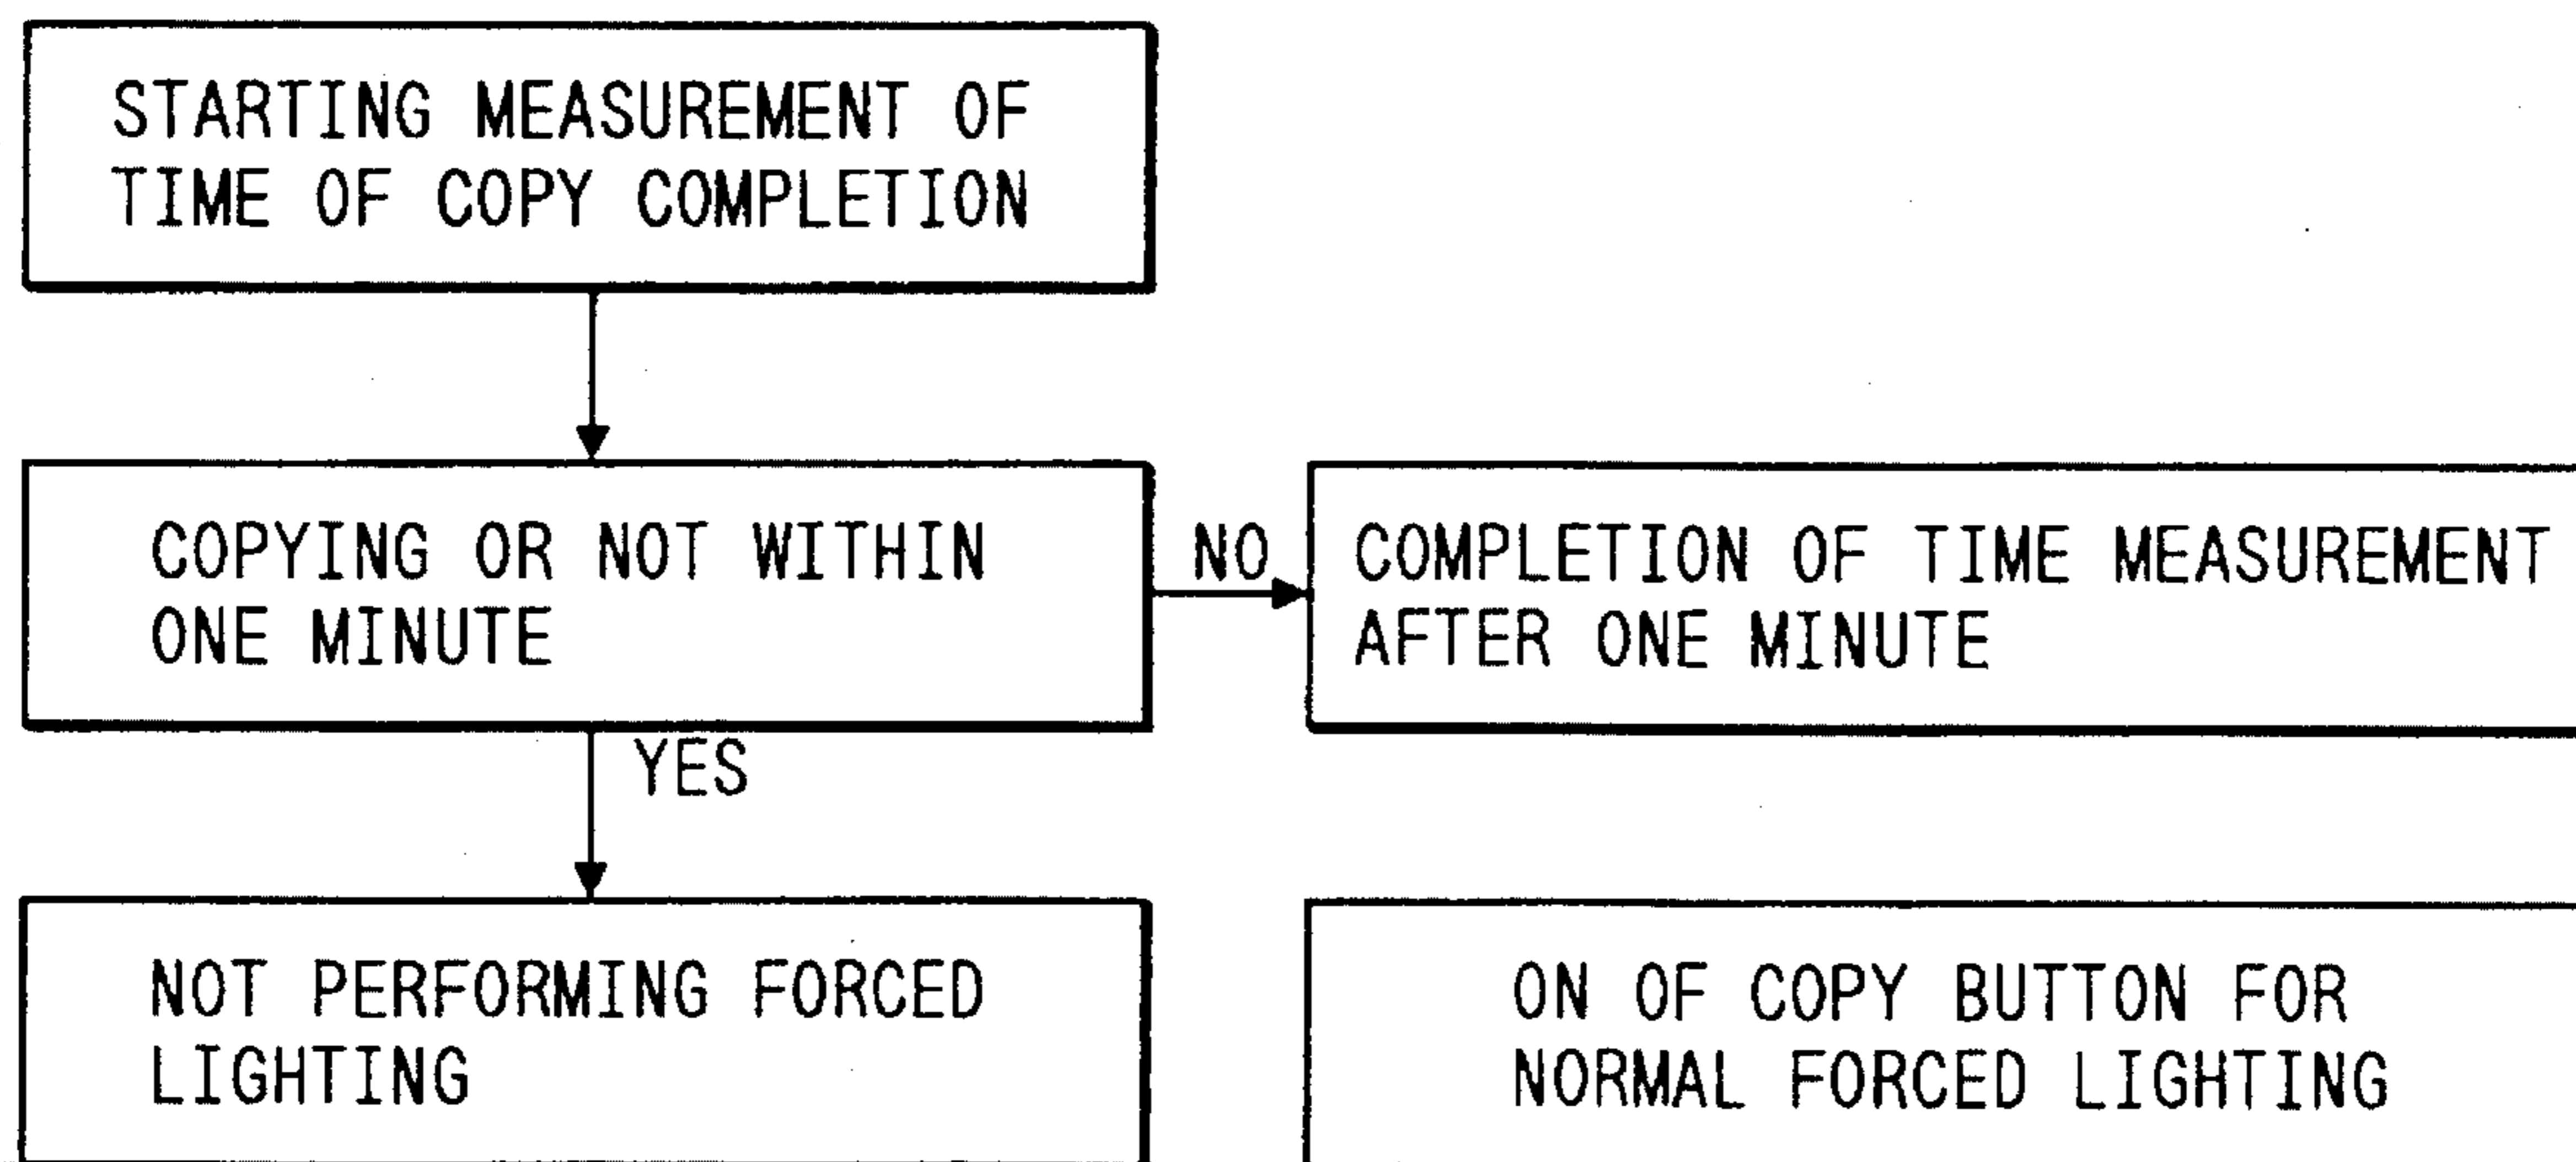 STARTING MEASUREMENT OF
TIME OF COPY COMPLETION
COPYING OR NOT WITHIN
ONE MINUTE
NO
COMPLETION OF TIME MEASUREMENT
AFTER ONE MINUTE
YES
NOT PERFORMING FORCED
LIGHTING
ON OF COPY BUTTON FOR
NORMAL FORCED LIGHTING